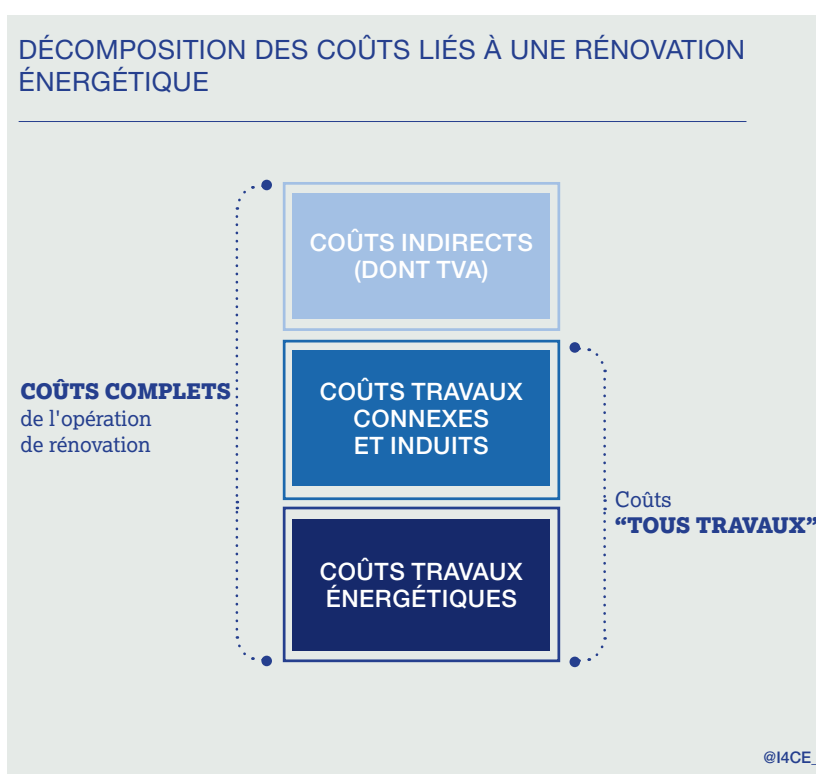 DÉCOMPOSITION DES COÛTS LIÉS À UNE RÉNOVATION
ÉNERGÉTIQUE
COÛTS INDIRECTS
(DONT TVA)
COÛTS COMPLETS
de l'opération
de rénovation
COÛTS TRAVAUX
CONNEXES
ET INDUITS
Coûts
“TOUS TRAVAUX”
COÛTS TRAVAUX
ÉNERGÉTIQUES
@I4CE_